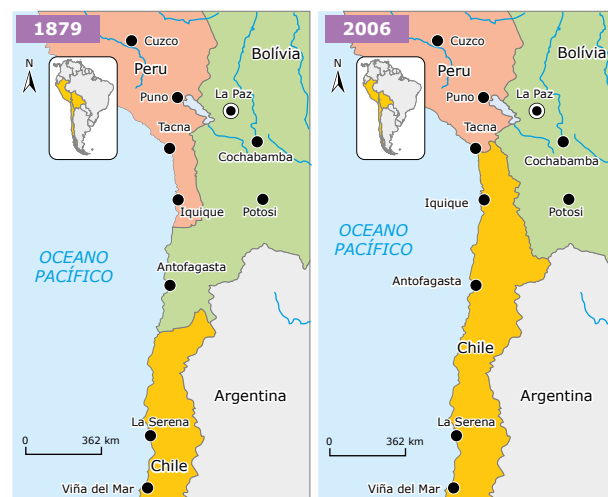 1879
Cuzco
Bolívia
N
Peru
Puno
La Paz
Tacna
Cochabamba
Iquique
Potosi
OCEANO
PACÍFICO
Antofagasta
Argentina
La Serena
0 362 km
Chile
Viña del Mar
2006
Cuzco
Bolívia
N
Peru
Puno
La Paz
Tacna
Cochabamba
Iquique
Potosi
OCEANO
PACÍFICO
Antofagasta
Chile
Argentina
La Serena
0 362 km
Viña del Mar